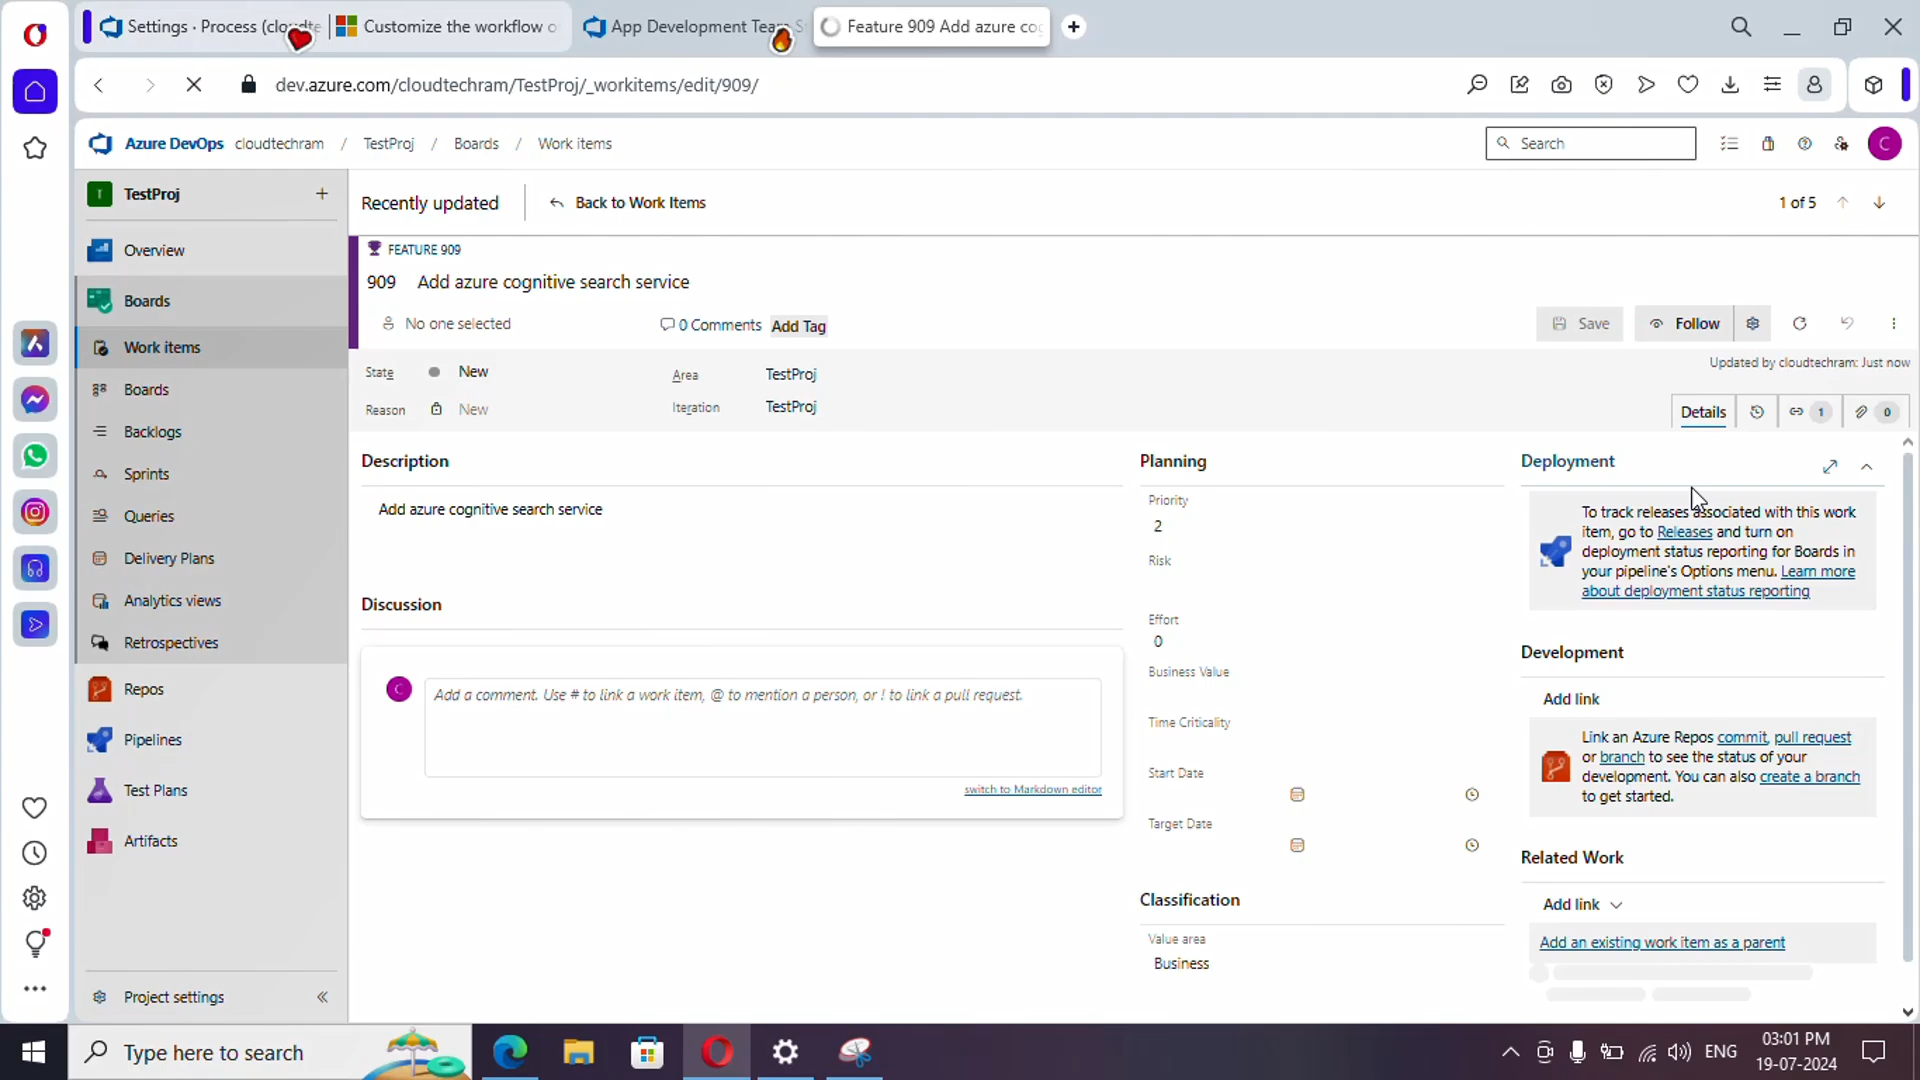 Settings · Process (cloudte
Customize the workflow o
App Development Team S
Feature 909 Add azure co
dev.azure.com/cloudtechram/TestProj/_workitems/edit/909/
Azure DevOps cloudtechram / TestProj / Boards / Work items
Search
C
T TestProj +
Overview
Boards
Work items
Boards
Backlogs
Sprints
Queries
Delivery Plans
Analytics views
Retrospectives
Repos
Pipelines
Test Plans
Artifacts
Project settings
Recently updated
Back to Work Items
1 of 5
FEATURE 909
909 Add azure cognitive search service
No one selected
0 Comments
Add Tag
Save
Follow
State
New
Area
TestProj
Updated by cloudtechram: Just now
Reason
New
Iteration
TestProj
Details
1
0
Description
Add azure cognitive search service
Discussion
C
Add a comment. Use # to link a work item, @ to mention a person, or ! to link a pull request.
switch to Markdown editor
Planning
Priority
2
Risk
Effort
0
Business Value
Time Criticality
Start Date
Target Date
Classification
Value area
Business
Deployment
To track releases associated with this work
item, go to Releases and turn on
deployment status reporting for Boards in
your pipeline's Options menu. Learn more
about deployment status reporting
Development
Add link
Link an Azure Repos commit, pull request
or branch to see the status of your
development. You can also create a branch
to get started.
Related Work
Add link
Add an existing work item as a parent
Type here to search
ENG
03:01 PM
19-07-2024